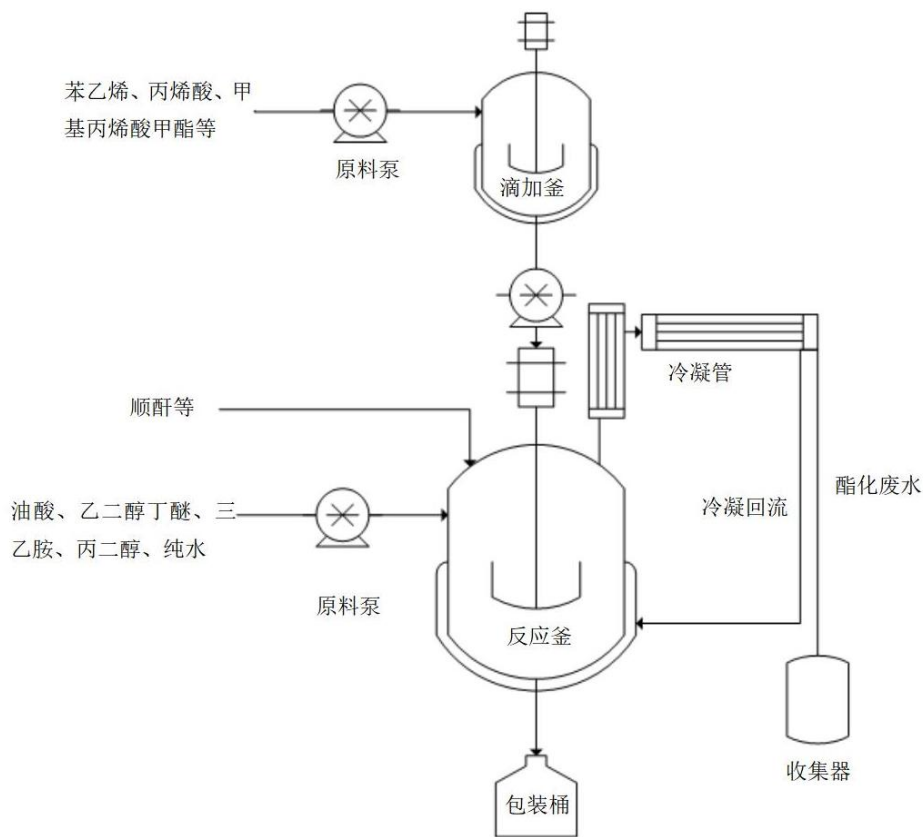 苯乙烯、丙烯酸、甲
基丙烯酸甲酯等
原料泵
滴加釜
冷凝管
顺酐等
油酸、乙二醇丁醚、三
乙胺、丙二醇、纯水
原料泵
反应釜
冷凝回流
酯化废水
收集器
包装桶